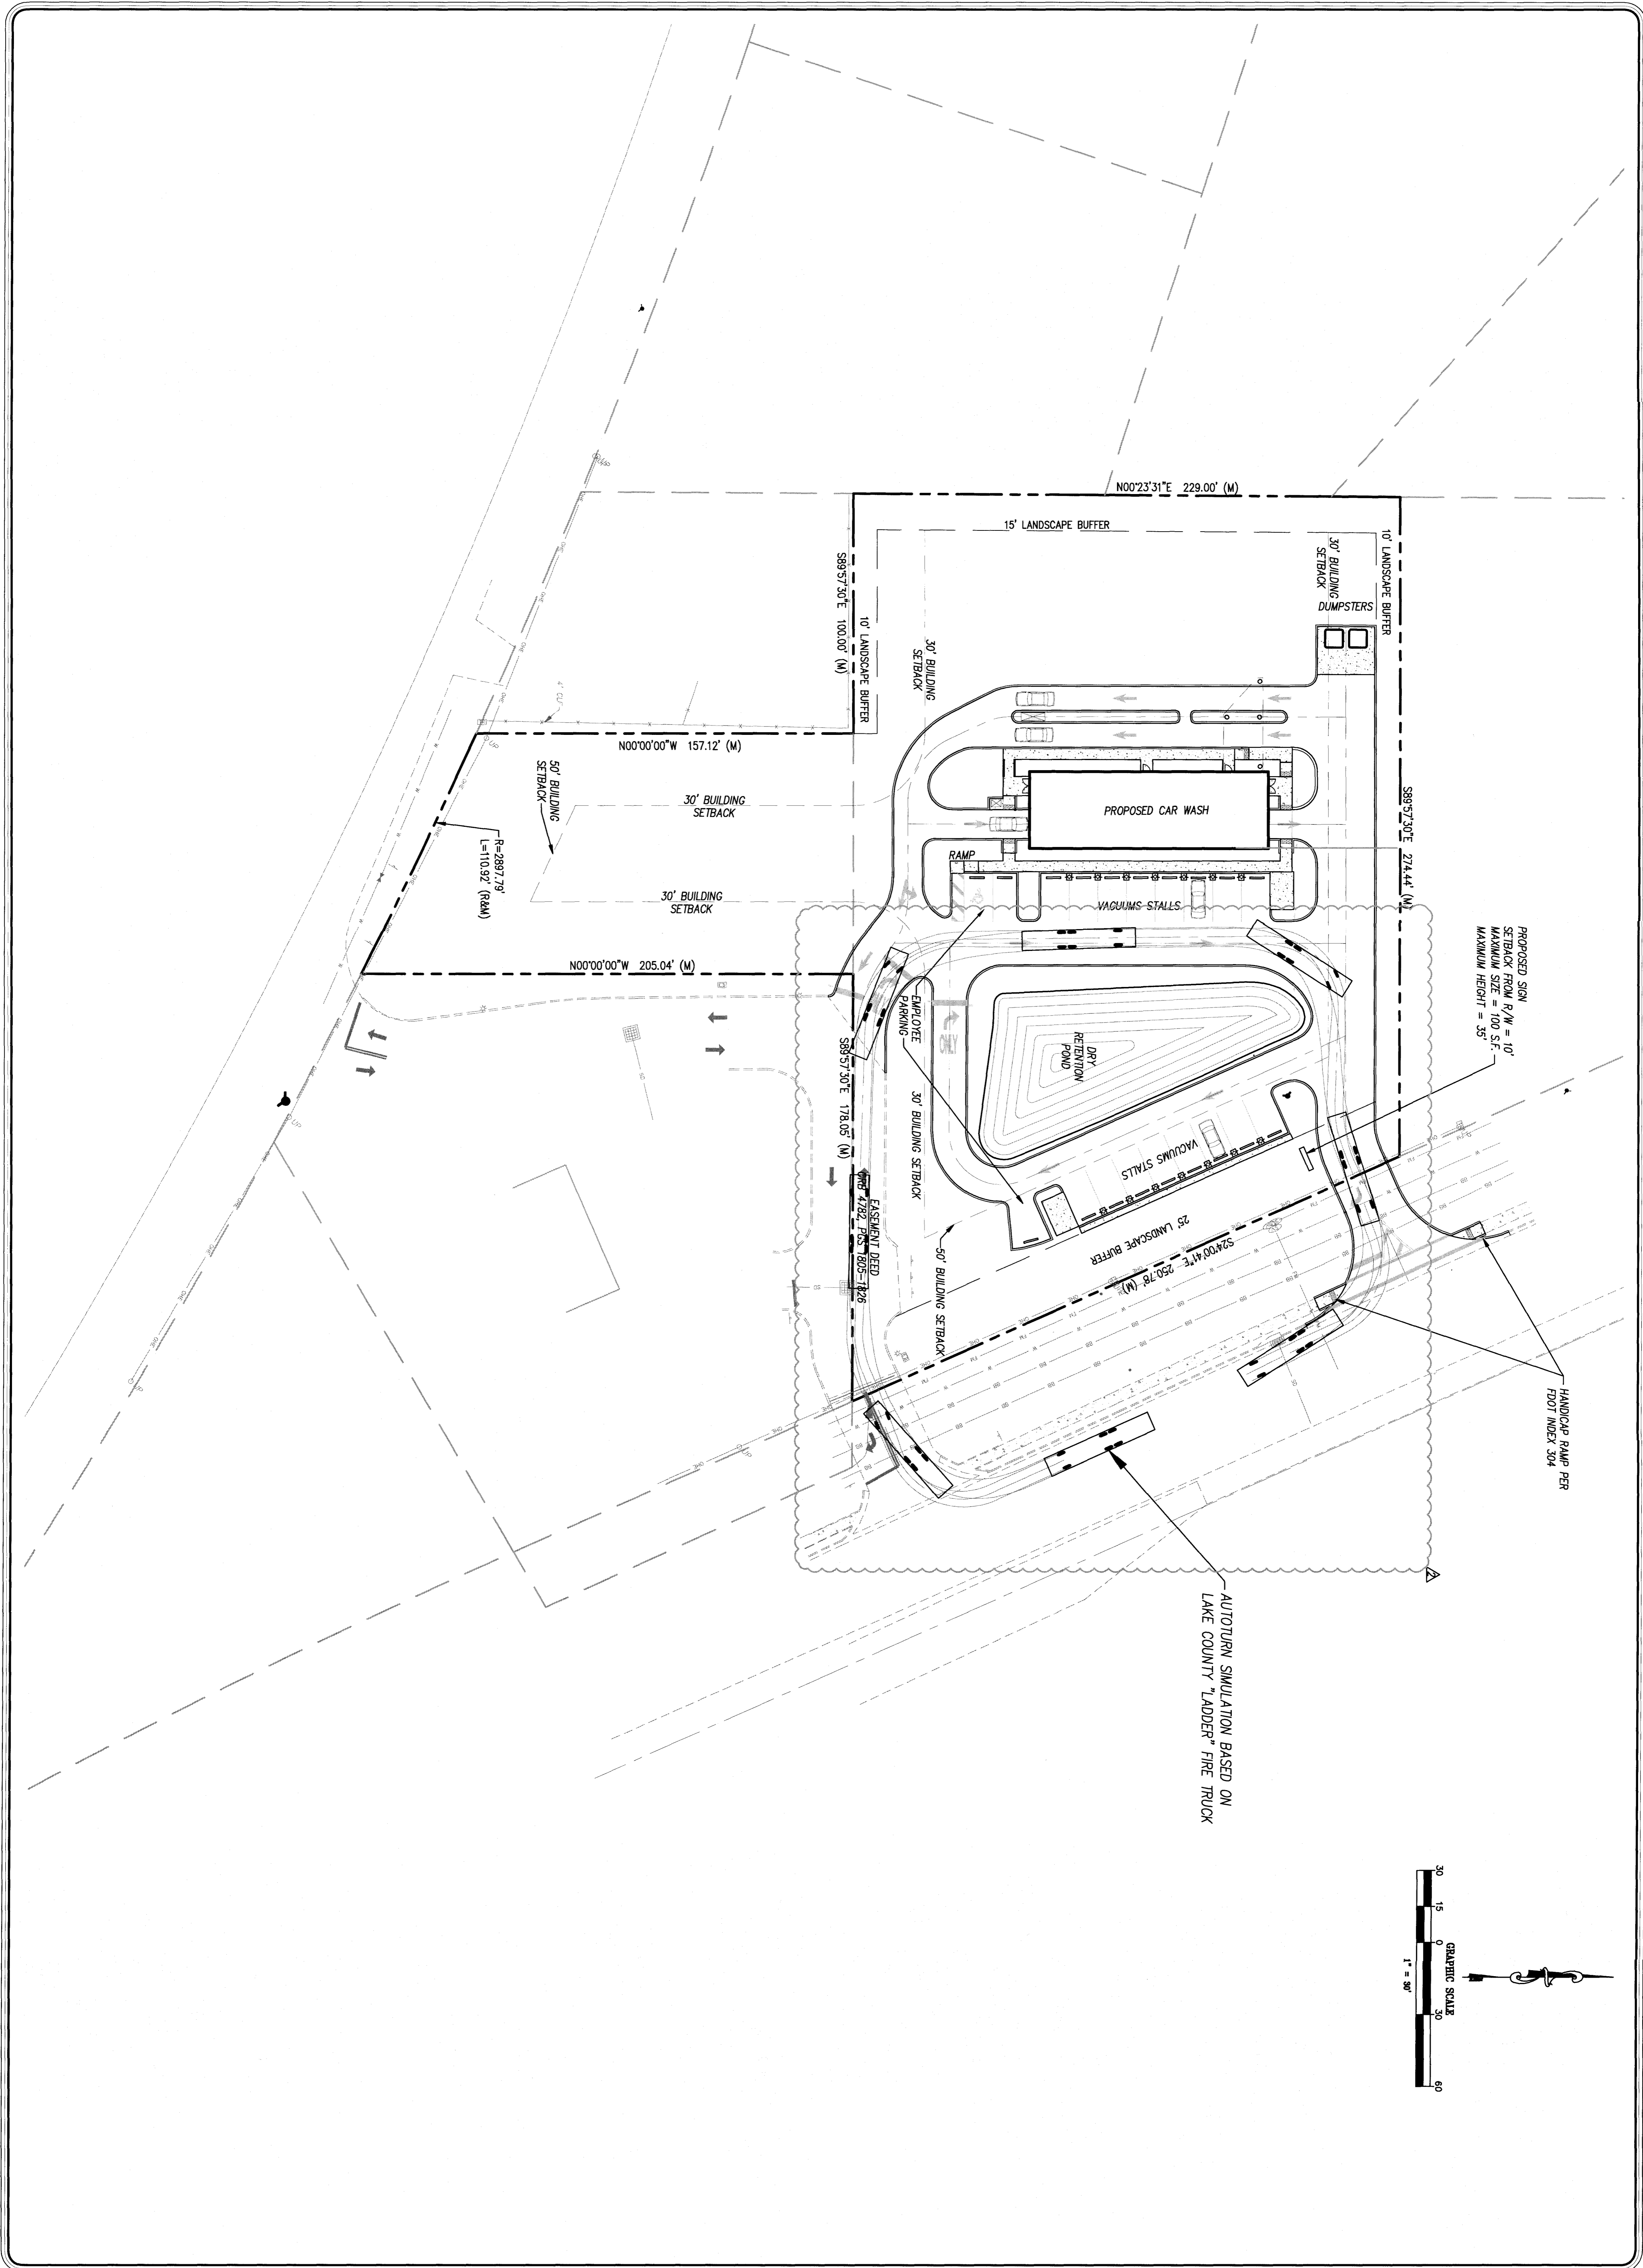 N00°23'31"E 229.00' (M)
15' LANDSCAPE BUFFER
10' LANDSCAPE BUFFER
30' BUILDING
SETBACK
DUMPSTERS
S89°57'30"E 100.00' (M)
10' LANDSCAPE BUFFER
30' BUILDING
SETBACK
N00°00'00"W 157.12' (M)
50' BUILDING
SETBACK
30' BUILDING
SETBACK
PROPOSED CAR WASH
S89°57'30"E 274.44' (M)
R=2897.79'
L=110.92' (R&M)
RAMP
30' BUILDING
SETBACK
VACUUMS STALLS
PROPOSED SIGN
SETBACK FROM R/W = 10'
MAXIMUM SIZE = 100 S.F.
MAXIMUM HEIGHT = 35'
N00°00'00"W 205.04' (M)
EMPLOYEE
PARKING
ONLY
DRY
RETENTION
POND
S89°57'30"E 178.05' (M)
30' BUILDING SETBACK
VACUUMS STALLS
EASEMENT DEED
ORB 4782, PGS 1805-1826
50' BUILDING SETBACK
25' LANDSCAPE BUFFER
S24°00'41"E 250.78' (M)
HANDICAP RAMP PER
FDOT INDEX 304
2
AUTOTURN SIMULATION BASED ON
LAKE COUNTY "LADDER" FIRE TRUCK
GRAPHIC SCALE
30 15 0 30 60
1" = 30'